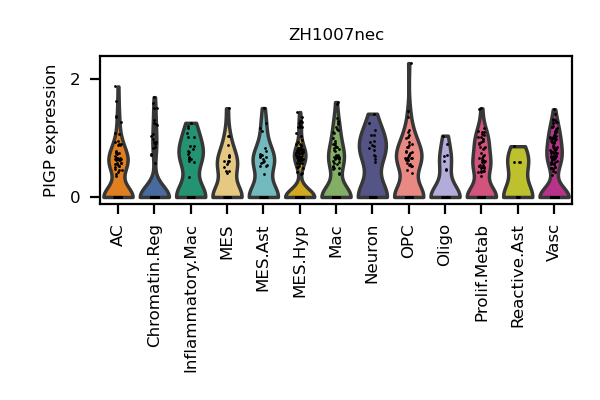 ZH1007nec
PIGP expression
2
0
AC
Chromatin.Reg
Inflammatory.Mac
MES
MES.Ast
MES.Hyp
Mac
Neuron
OPC
Oligo
Prolif.Metab
Reactive.Ast
Vasc